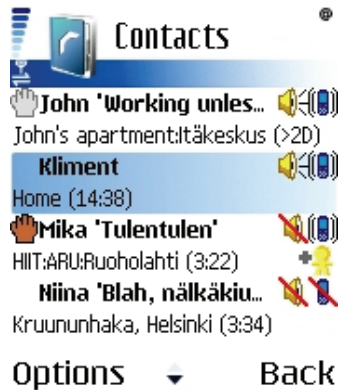 Contacts
John 'Working unles...
John's apartment:Itäkeskus (>2D)
Kliment
Home (14:38)
Mika 'Tulentulen'
HIIT:ARU:Ruoholahti (3:22)
Niina 'Blah, nälkäkiu...
Kruununhaka, Helsinki (3:34)
Options Back